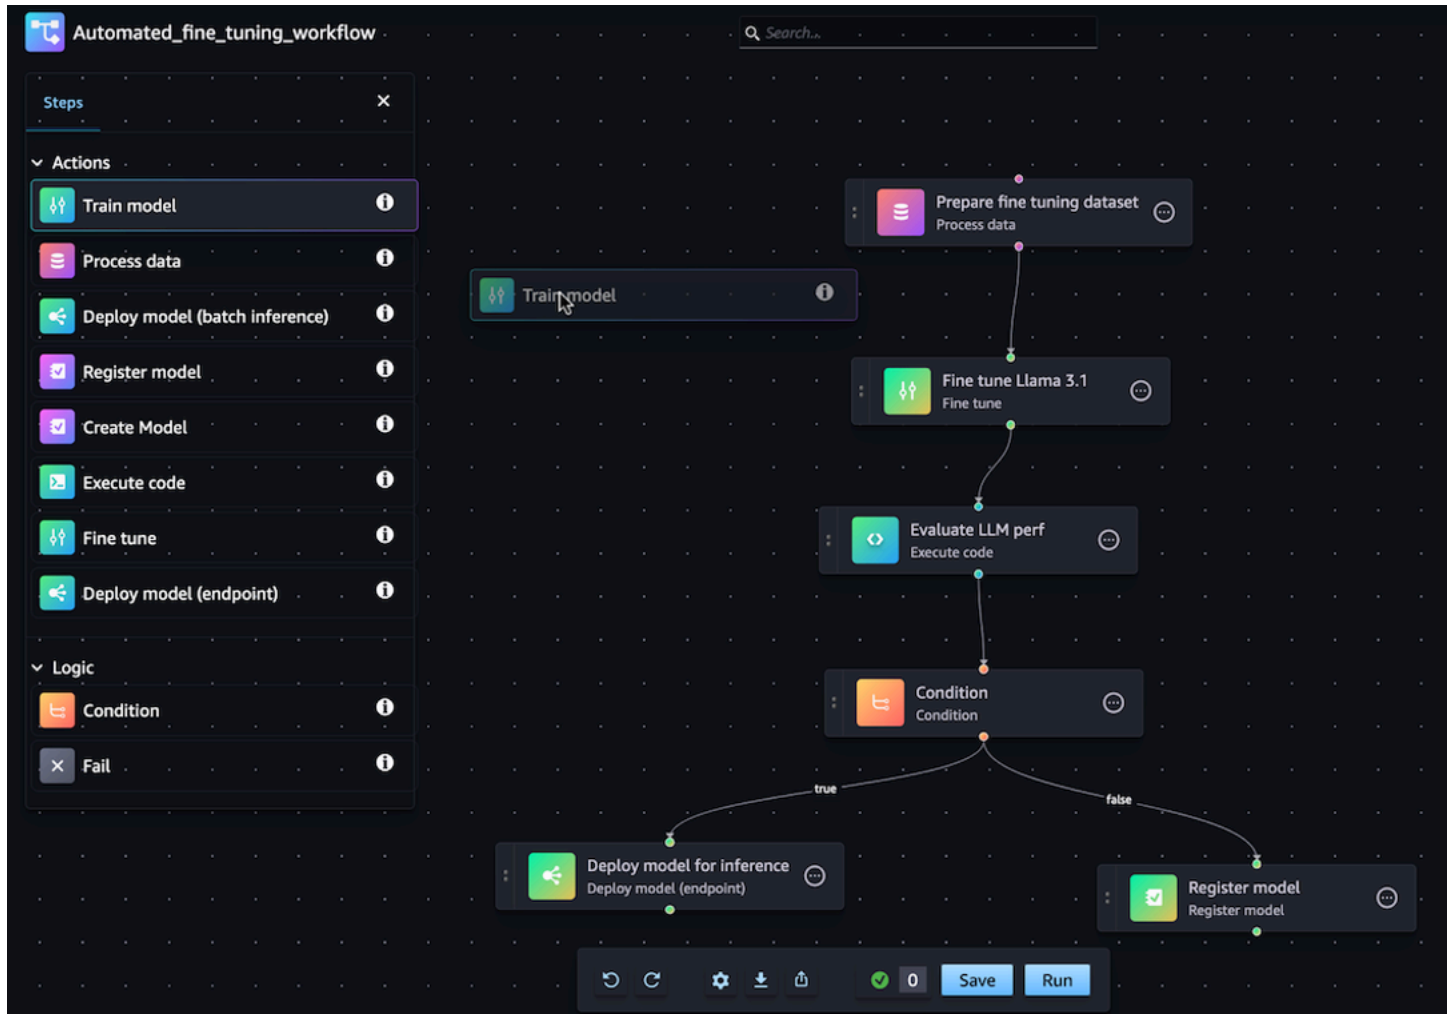 Automated_fine_tuning_workflow
Search...
Steps
Actions
Train model
Process data
Deploy model (batch inference)
Register model
Create Model
Execute code
Fine tune
Deploy model (endpoint)
Logic
Condition
Fail
Train model
Prepare fine tuning dataset
Process data
Fine tune Llama 3.1
Fine tune
Evaluate LLM perf
Execute code
Condition
Condition
true
false
Deploy model for inference
Deploy model (endpoint)
Register model
Register model
0
Save
Run